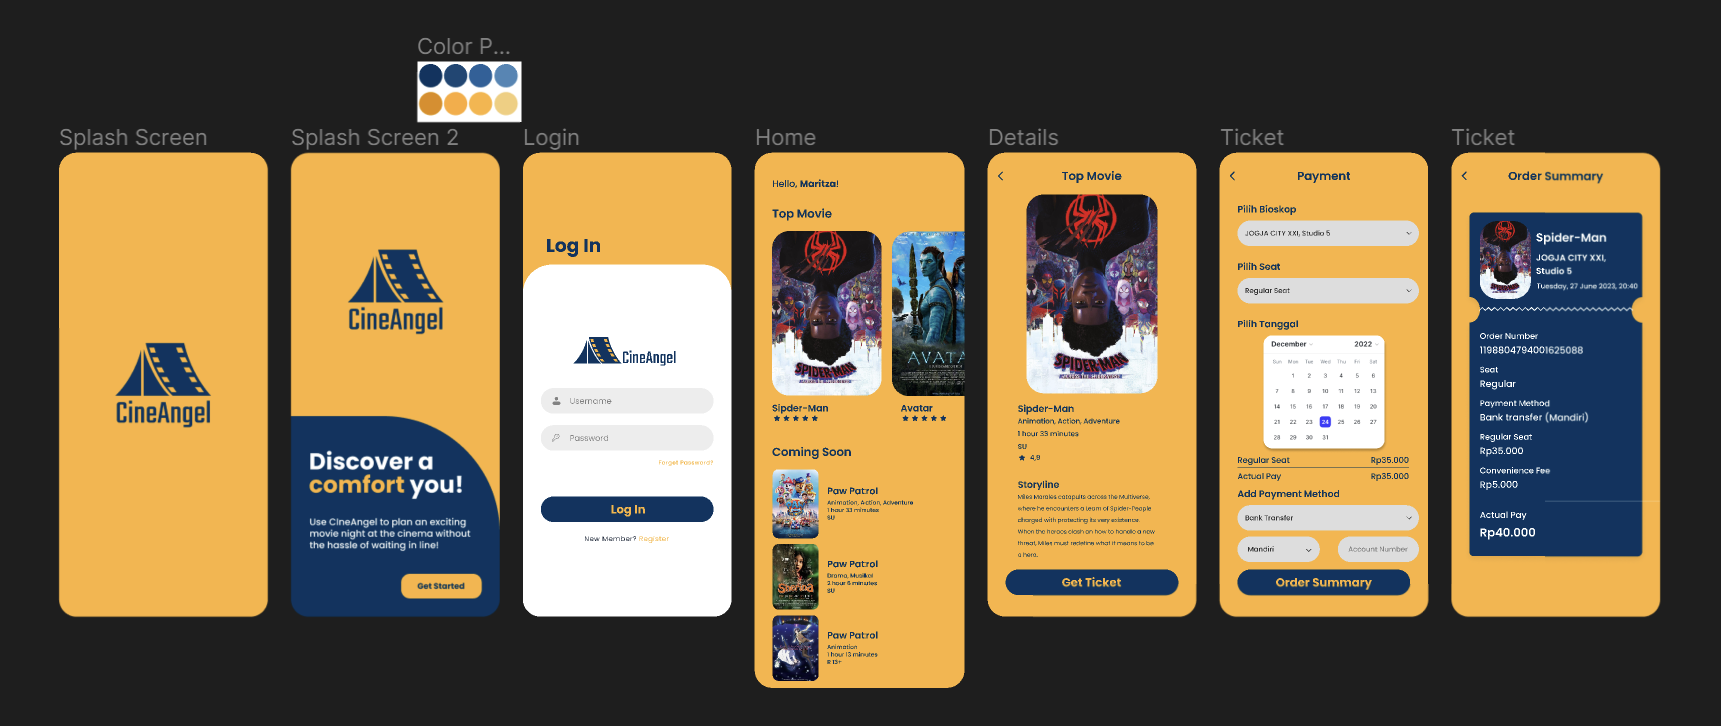 Color P...
Splash Screen
CineAngel
Splash Screen 2
CineAngel
Discover a
comfort you!
Use CineAngel to plan an exciting
movie night at the cinema without
the hassle of waiting in line!
Get Started
Login
Log In
CineAngel
Username
Password
Forget Password?
Log In
New Member? Register
Home
Hello, Maritza!
Top Movie
SPIDER-MAN
AVATA
Sipder-Man
Avatar
Coming Soon
Paw Patrol
Animation, Action, Adventure
1 hour 33 minutes
SU
Paw Patrol
Drama, Musikal
2 hour 6 minutes
SU
Paw Patrol
Animation
1 hour 13 minutes
R 13+
Details
Top Movie
SPIDER-MAN
Sipder-Man
Animation, Action, Adventure
1 hour 33 minutes
SU
4,9
Storyline
Miles Morales catapults across the Multiverse,
where he encounters a team of Spider-People
charged with protecting its very existence.
When the heroes clash on how to handle a new
threat, Miles must redefine what it means to be
a hero.
Get Ticket
Ticket
Payment
Pilih Bioskop
JOGJA CITY XXI, Studio 5
Pilih Seat
Regular Seat
Pilih Tanggal
December 2022
Sun Mon Tue Wed Thu Fri Sat
1 2 3 4 5 6
7 8 9 10 11 12 13
14 15 16 17 18 19 20
21 22 23 24 25 26 27
28 29 30 31
Regular Seat Rp35.000
Actual Pay Rp35.000
Add Payment Method
Bank Transfer
Mandiri
Account Number
Order Summary
Ticket
Order Summary
Spider-Man
JOGJA CITY XXI,
Studio 5
Tuesday, 27 June 2023, 20:40
Order Number
1198804794001625088
Seat
Regular
Payment Method
Bank transfer (Mandiri)
Regular Seat
Rp35.000
Convenience Fee
Rp5.000
Actual Pay
Rp40.000